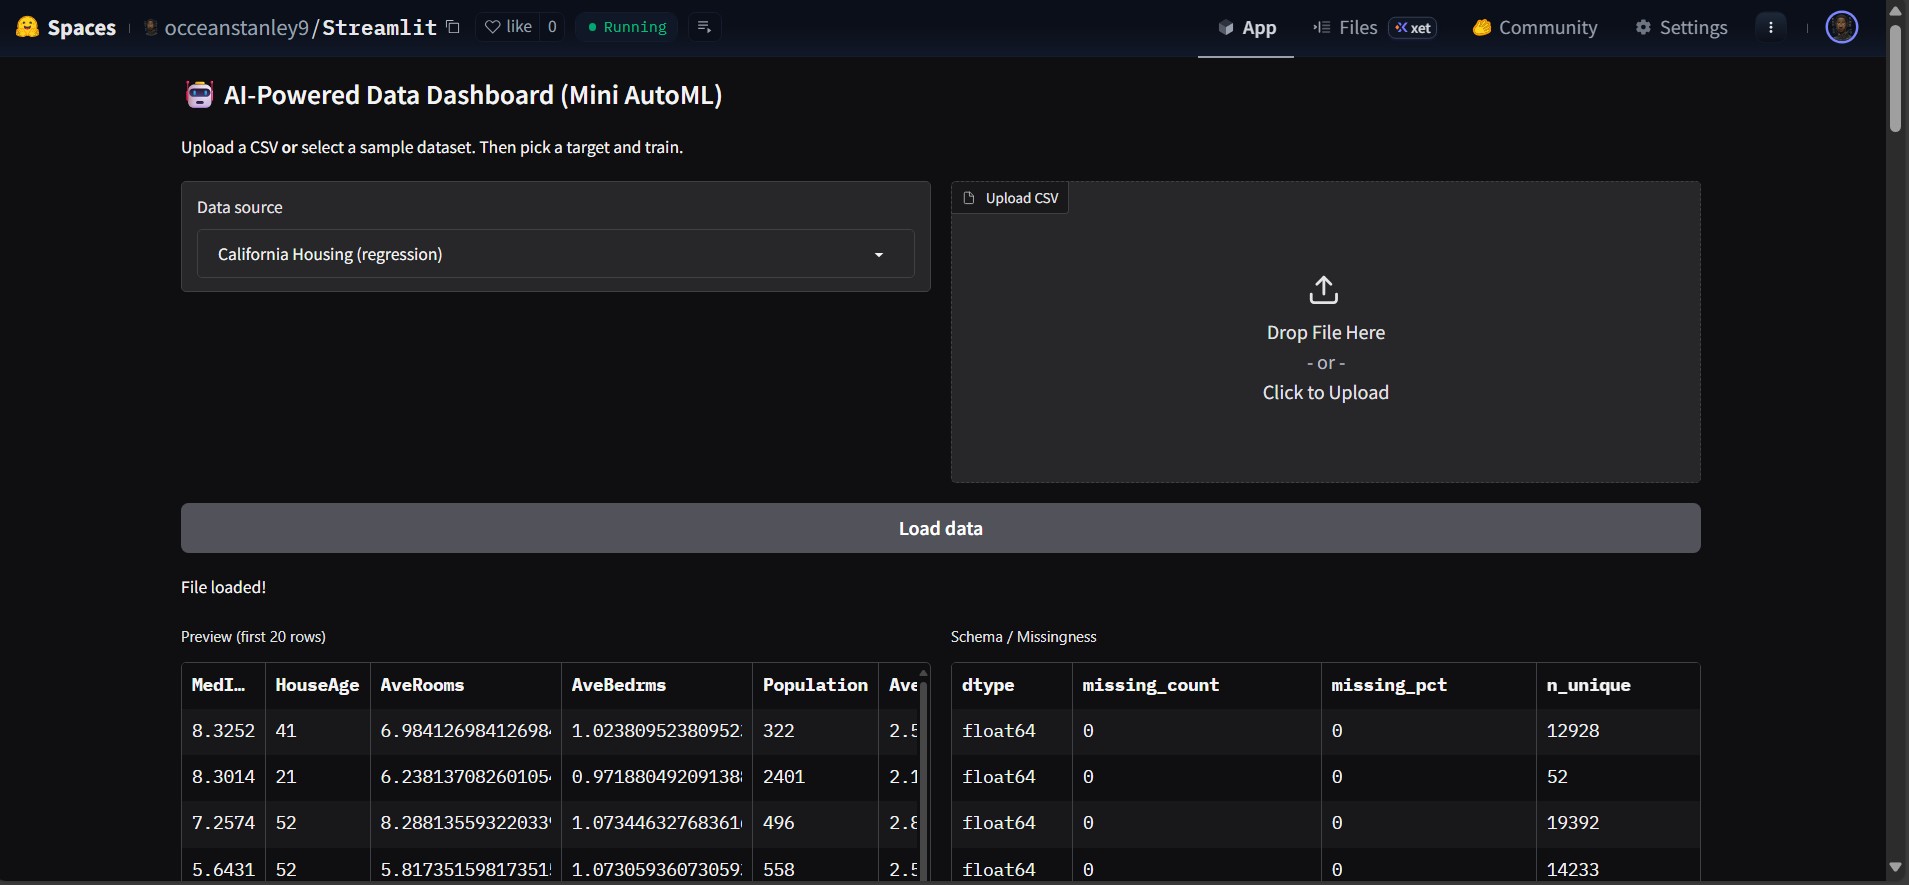 Spaces occeanstanley9/Streamlit like 0 Running App Files xet Community Settings
AI-Powered Data Dashboard (Mini AutoML)
Upload a CSV or select a sample dataset. Then pick a target and train.
Data source
California Housing (regression)
Upload CSV
Drop File Here
- or -
Click to Upload
Load data
File loaded!
Preview (first 20 rows)
MedI… HouseAge AveRooms AveBedrms Population Ave
8.3252 41 6.98412698412698 1.02380952380952 322 2.5
8.3014 21 6.23813708260105 0.97188049209138 2401 2.1
7.2574 52 8.28813559322033 1.07344632768361 496 2.8
5.6431 52 5.81735159817351 1.07305936073059 558 2.5
Schema / Missingness
dtype missing_count missing_pct n_unique
float64 0 0 12928
float64 0 0 52
float64 0 0 19392
float64 0 0 14233